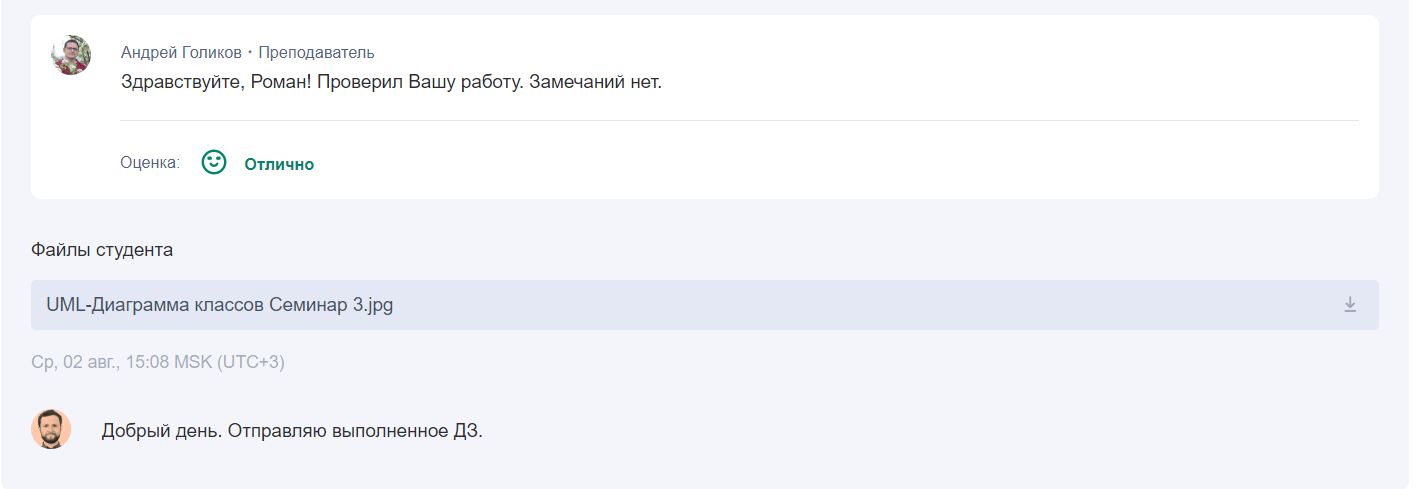 Андрей Голиков · Преподаватель
Здравствуйте, Роман! Проверил Вашу работу. Замечаний нет.
Оценка: Отлично
Файлы студента
UML-Диаграмма классов Семинар 3.jpg
Ср, 02 авг., 15:08 MSK (UTC+3)
Добрый день. Отправляю выполненное ДЗ.